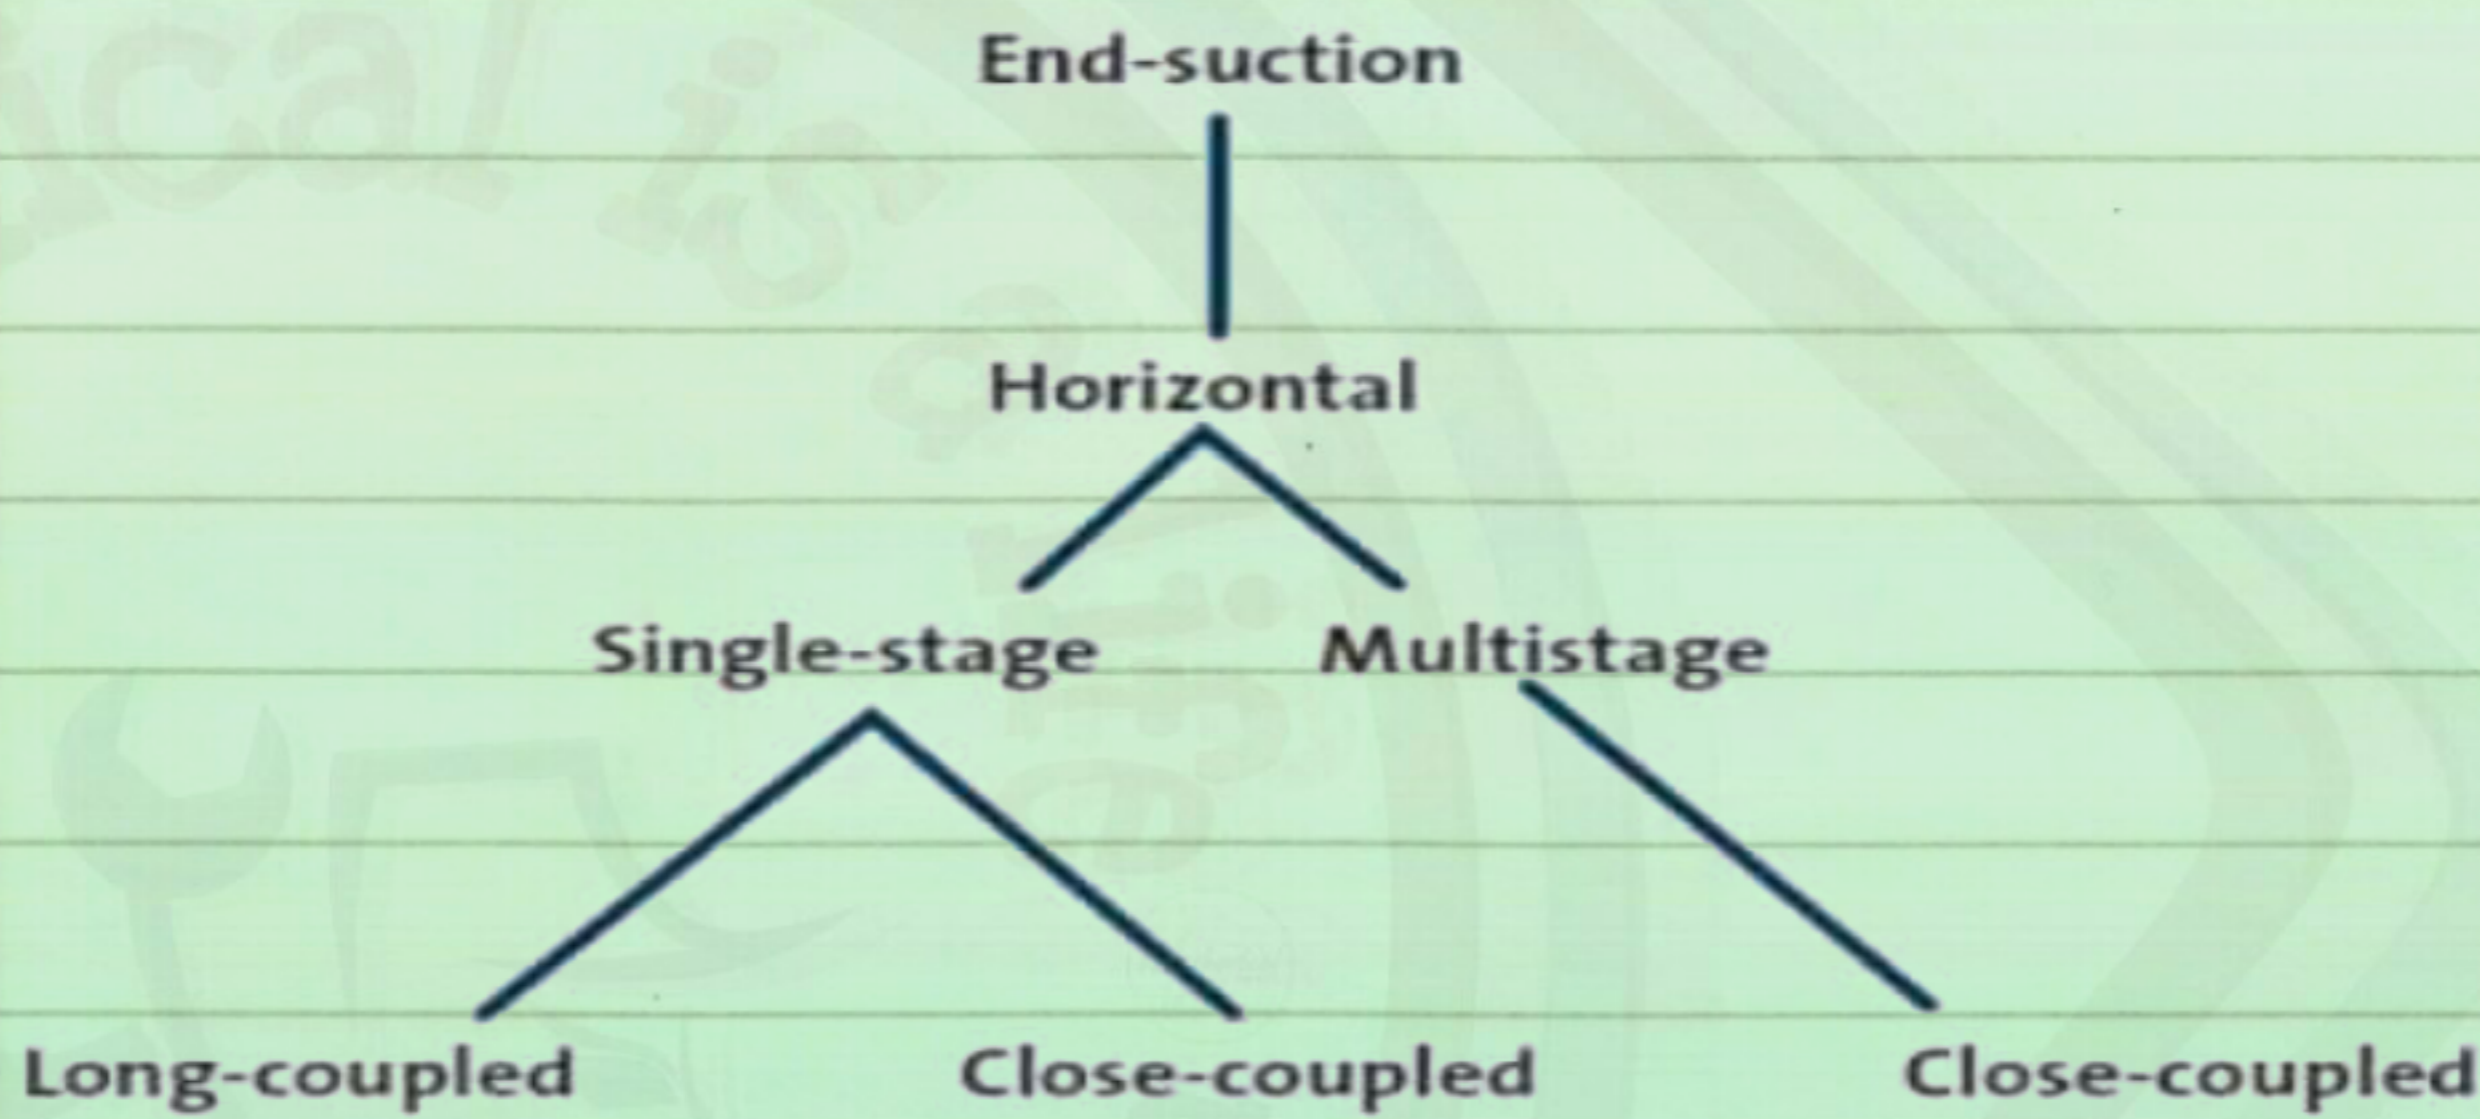 End-suction
Horizontal
Single-stage Multistage
Long-coupled Close-coupled Close-coupled